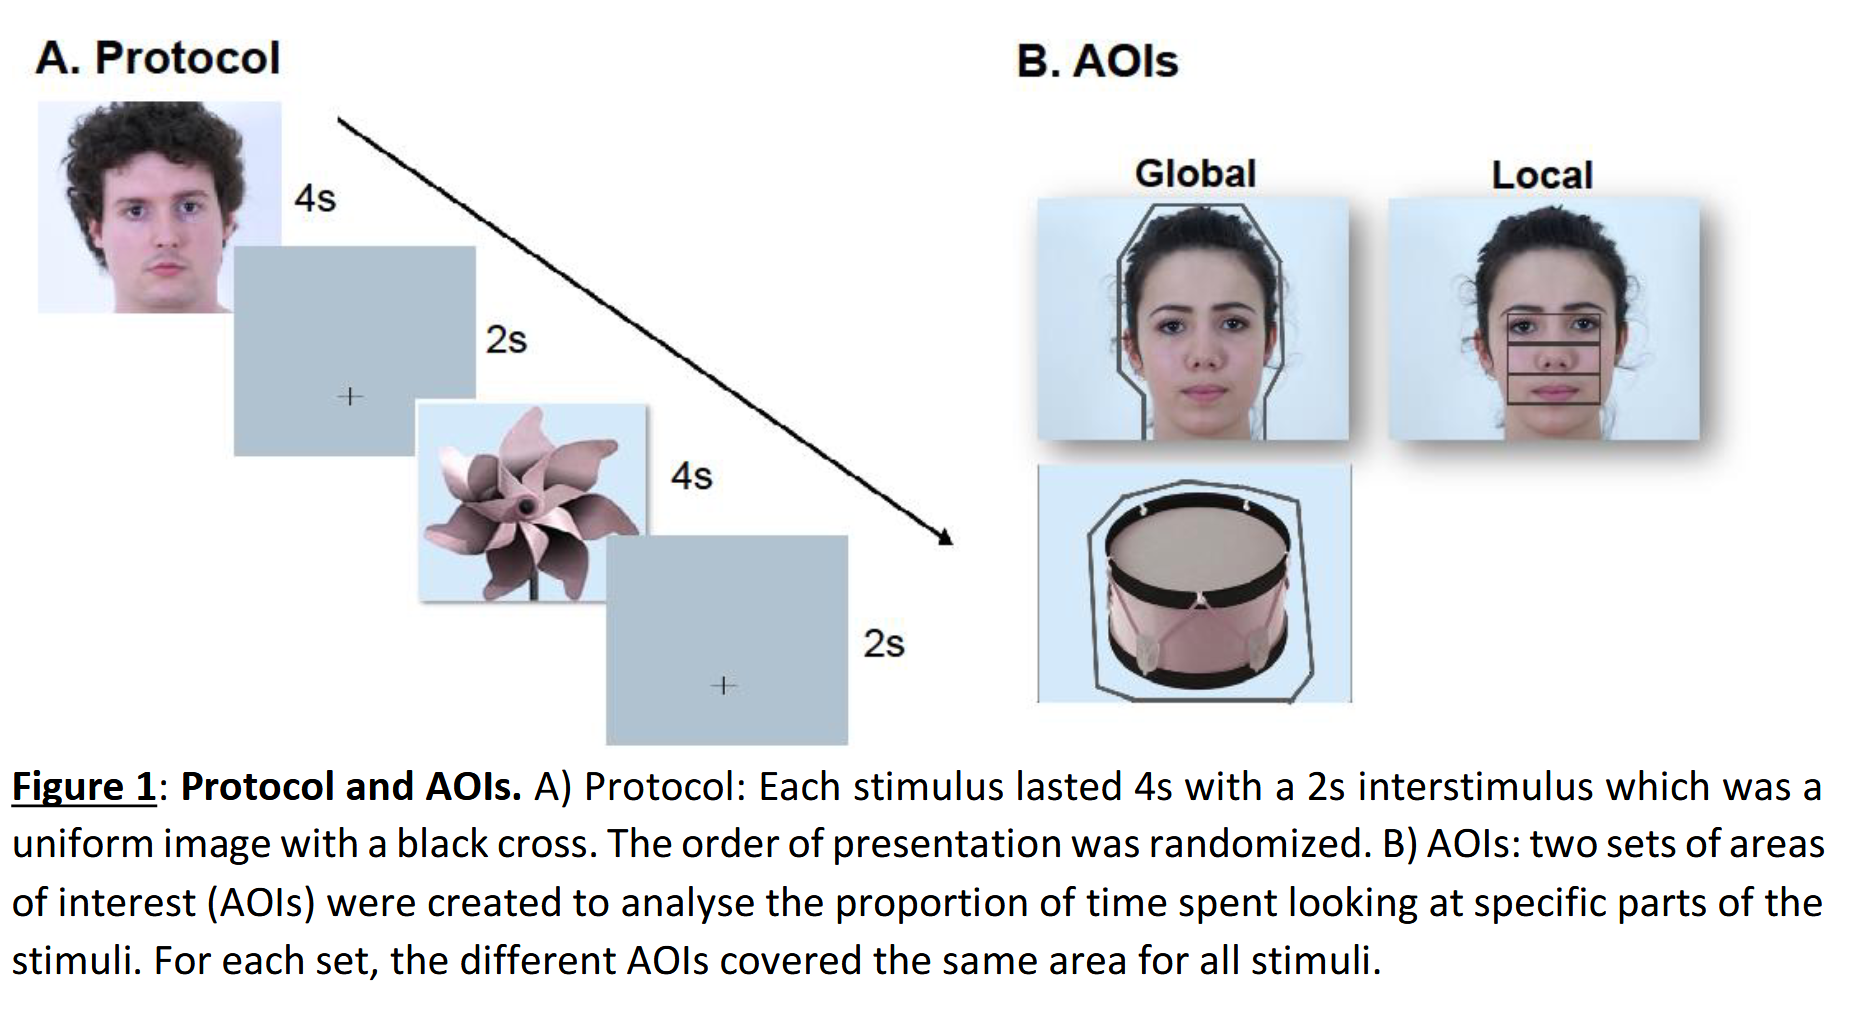 A. Protocol
4s
2s
4s
2s
B. AOIs
Global
Local
Figure 1: Protocol and AOIs. A) Protocol: Each stimulus lasted 4s with a 2s interstimulus which was a
uniform image with a black cross. The order of presentation was randomized. B) AOIs: two sets of areas
of interest (AOIs) were created to analyse the proportion of time spent looking at specific parts of the
stimuli. For each set, the different AOIs covered the same area for all stimuli.